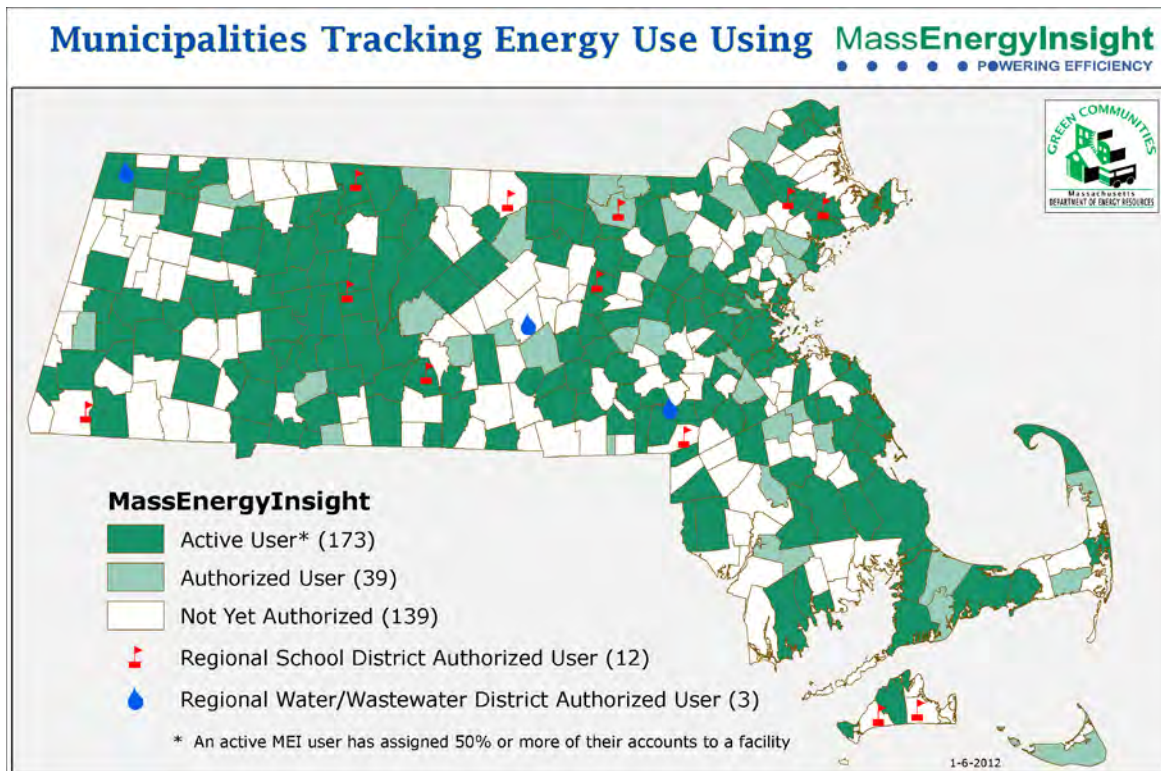 Municipalities Tracking Energy Use Using MassEnergyInsight
POWERING EFFICIENCY
GREEN COMMUNITIES
Massachusetts
DEPARTMENT OF ENERGY RESOURCES
MassEnergyInsight
Active User* (173)
Authorized User (39)
Not Yet Authorized (139)
Regional School District Authorized User (12)
Regional Water/Wastewater District Authorized User (3)
* An active MEI user has assigned 50% or more of their accounts to a facility
1-6-2012